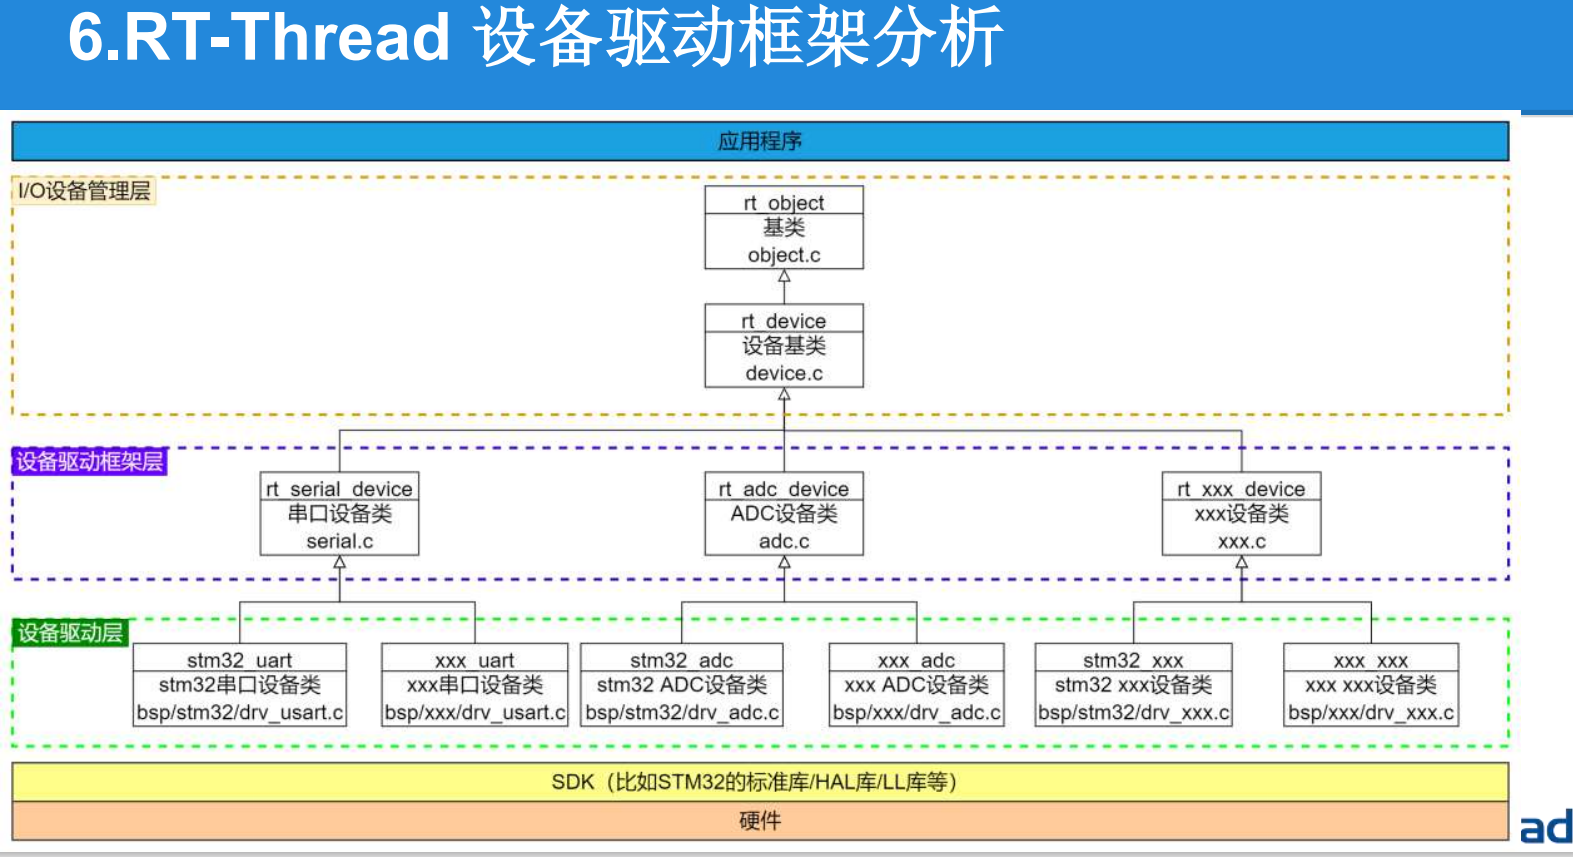 6.RT-Thread 设备驱动框架分析
应用程序
I/O设备管理层
rt_object
基类
object.c
rt_device
设备基类
device.c
设备驱动框架层
rt_serial_device
串口设备类
serial.c
rt_adc_device
ADC设备类
adc.c
rt_xxx_device
xxx设备类
xxx.c
设备驱动层
stm32_uart
stm32串口设备类
bsp/stm32/drv_usart.c
xxx_uart
xxx串口设备类
bsp/xxx/drv_usart.c
stm32_adc
stm32 ADC设备类
bsp/stm32/drv_adc.c
xxx_adc
xxx ADC设备类
bsp/xxx/drv_adc.c
stm32_xxx
stm32 xxx设备类
bsp/stm32/drv_xxx.c
xxx_xxx
xxx xxx设备类
bsp/xxx/drv_xxx.c
SDK（比如STM32的标准库/HAL库/LL库等）
硬件
ad